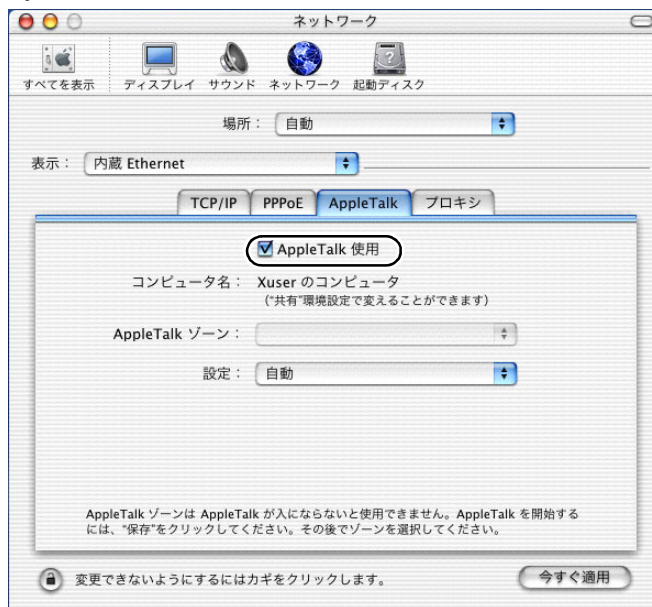 ネットワーク
すべてを表示 ディスプレイ サウンド ネットワーク 起動ディスク
場所： 自動
表示： 内蔵 Ethernet
TCP/IP PPPoE AppleTalk プロキシ
AppleTalk 使用
コンピュータ名： Xuser のコンピュータ
(“共有”環境設定で変えることができます)
AppleTalk ゾーン：
設定： 自動
AppleTalk ゾーンは AppleTalk が入にならないと使用できません。AppleTalk を開始する
には、“保存”をクリックしてください。その後でゾーンを選択してください。
変更できないようにするにはカギをクリックします。 今すぐ適用